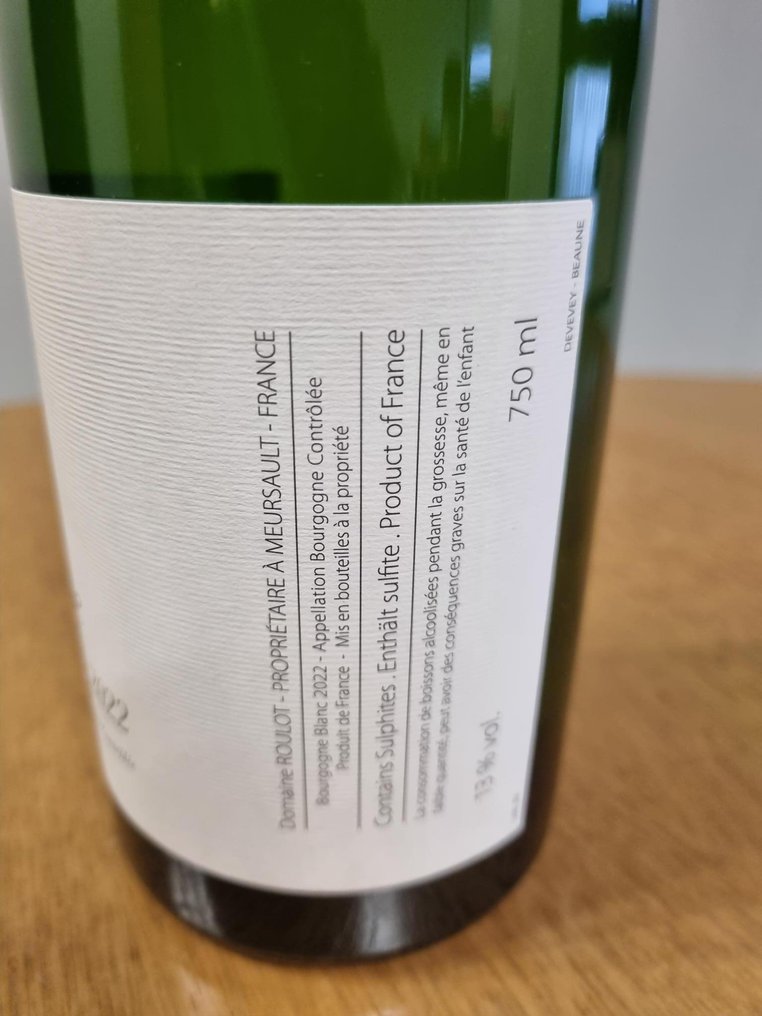 2022
Domaine ROULOT - PROPRIÉTAIRE À MEURSAULT - FRANCE
Bourgogne Blanc 2022 - Appellation Bourgogne Contrôlée
Produit de France - Mis en bouteilles à la propriété
Contains Sulphites . Enthält sulfite . Product of France
La consommation de boissons alcoolisées pendant la grossesse, même en
faible quantité, peut avoir des conséquences graves sur la santé de l'enfant
13 % vol.
750 ml
DEVEVEY - BEAUNE